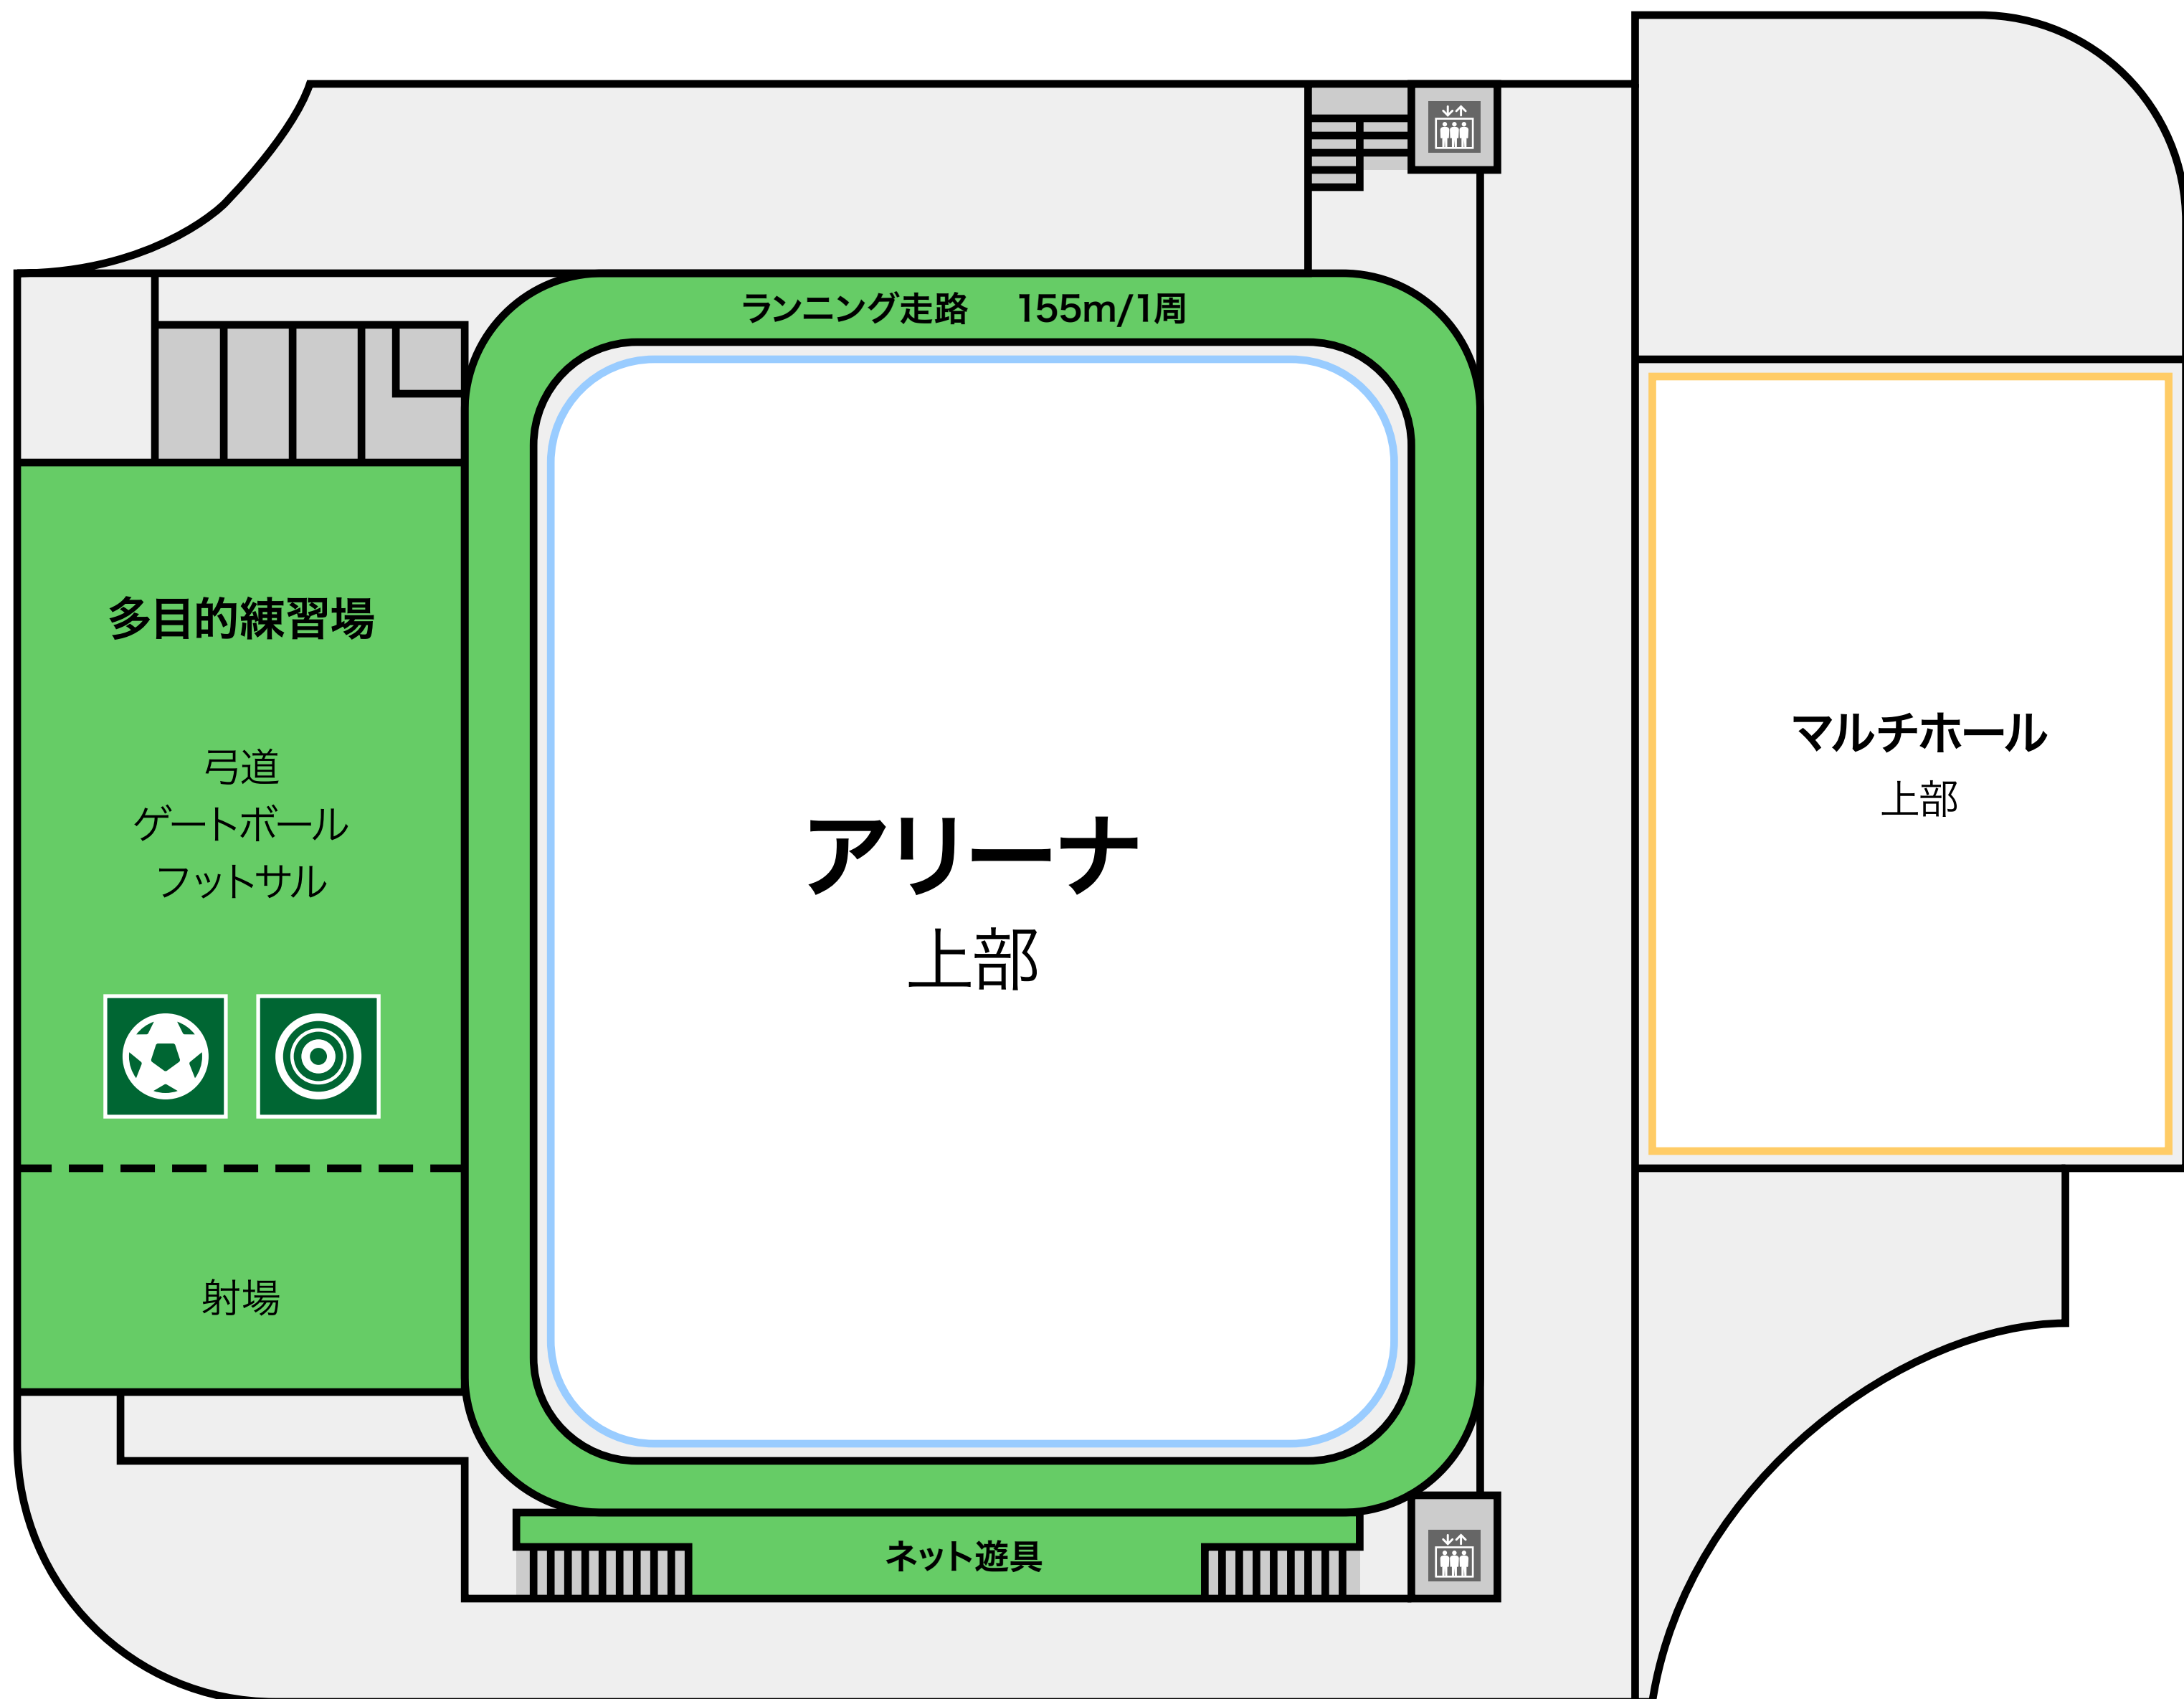 ランニング走路　155m/1周
多目的練習場
弓道
ゲートボール
フットサル
射場
アリーナ
上部
マルチホール
上部
ネット遊具